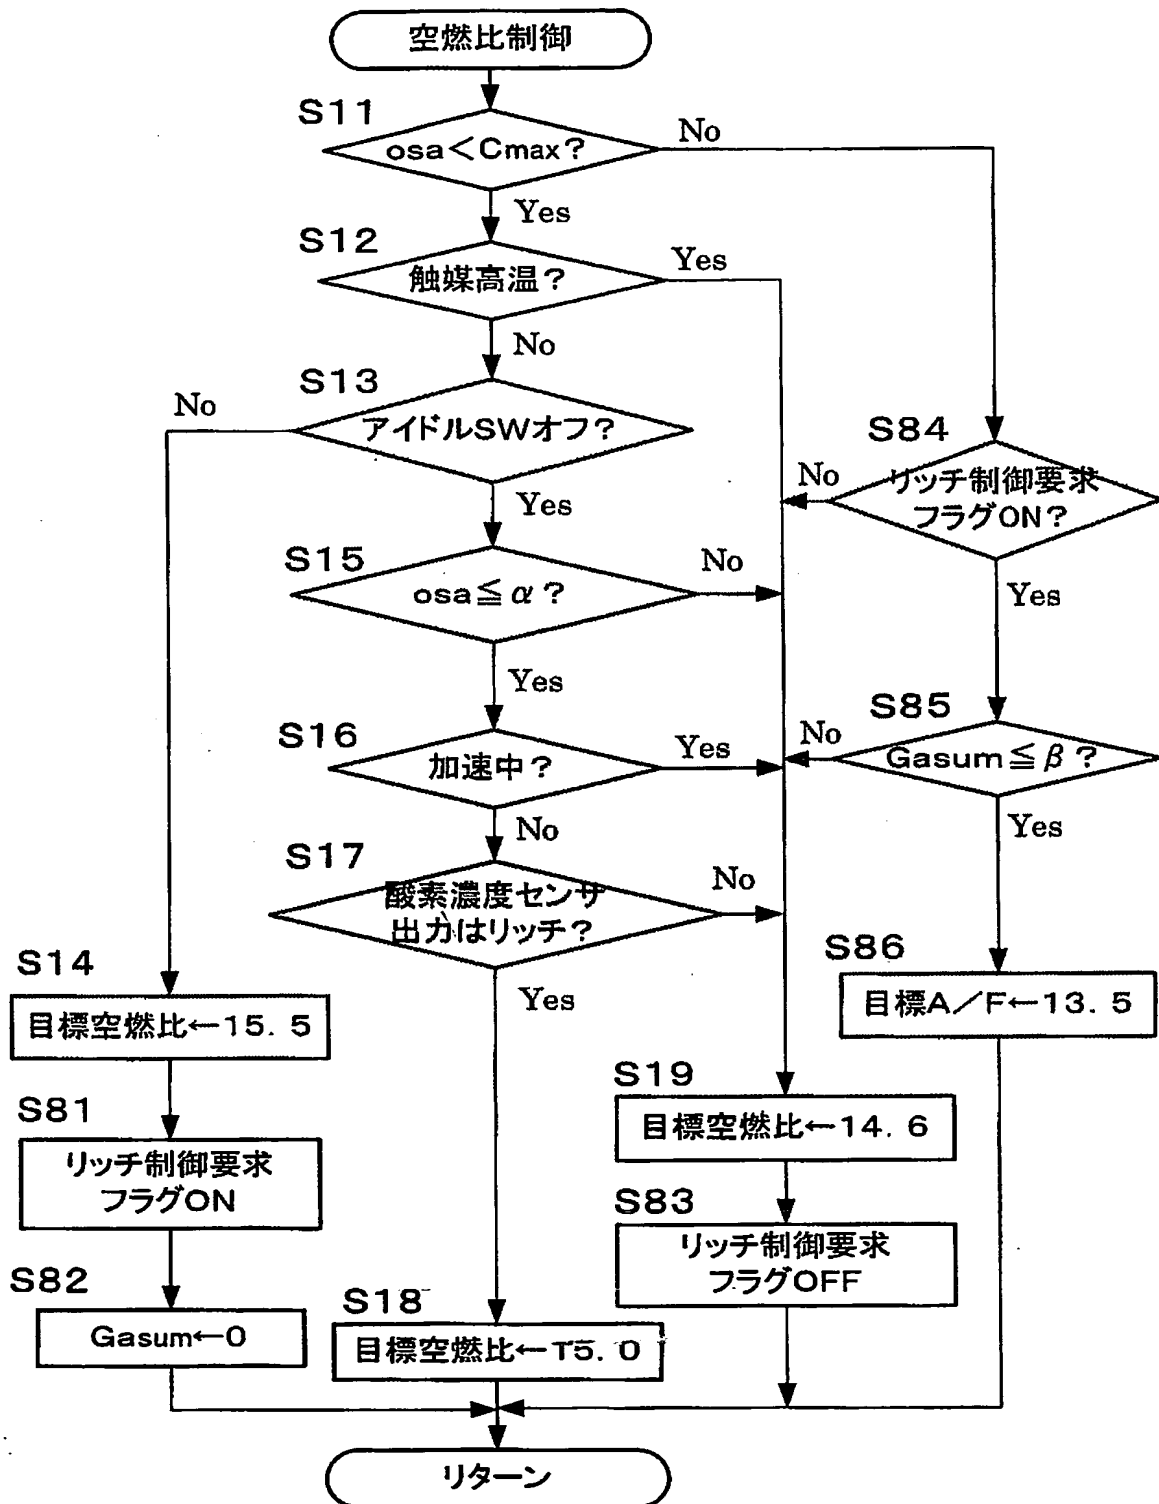 空燃比制御
S11
osa<Cmax?
No
Yes
S12
触媒高温?
Yes
No
S13
アイドルSWオフ?
No
Yes
S84
リッチ制御要求
フラグON?
No
Yes
S15
osa≦α?
No
Yes
S16
加速中?
Yes
No
S85
Gasum≦β?
No
Yes
S17
酸素濃度センサ
出力はリッチ?
No
Yes
S14
目標空燃比←15.5
S86
目標A/F←13.5
S81
リッチ制御要求
フラグON
S19
目標空燃比←14.6
S83
リッチ制御要求
フラグOFF
S82
Gasum←0
S18
目標空燃比←15.0
リターン